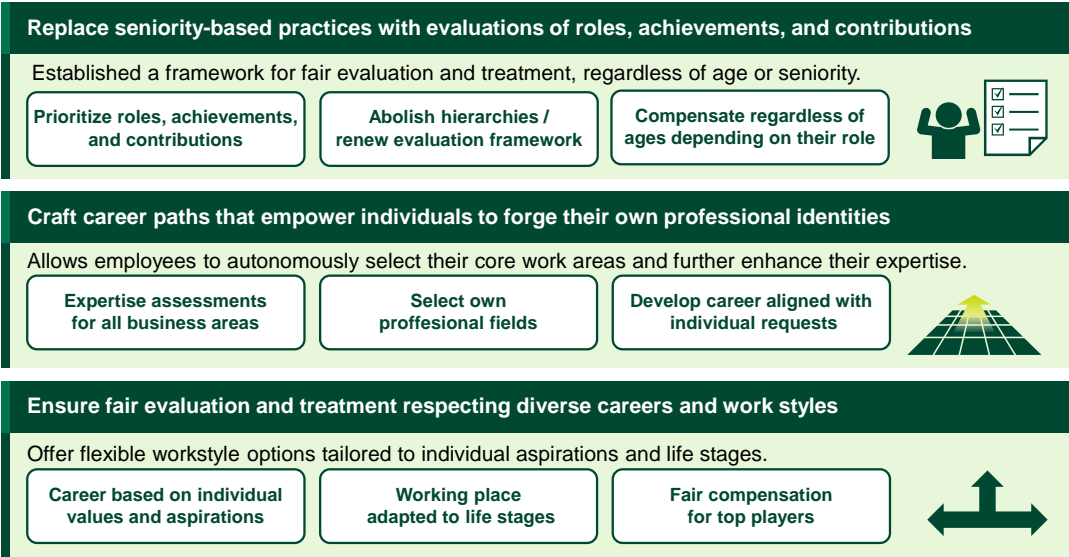 Replace seniority-based practices with evaluations of roles, achievements, and contributions
Established a framework for fair evaluation and treatment, regardless of age or seniority.
Prioritize roles, achievements,
and contributions
Abolish hierarchies /
renew evaluation framework
Compensate regardless of
ages depending on their role
Craft career paths that empower individuals to forge their own professional identities
Allows employees to autonomously select their core work areas and further enhance their expertise.
Expertise assessments
for all business areas
Select own
proffesional fields
Develop career aligned with
individual requests
Ensure fair evaluation and treatment respecting diverse careers and work styles
Offer flexible workstyle options tailored to individual aspirations and life stages.
Career based on individual
values and aspirations
Working place
adapted to life stages
Fair compensation
for top players